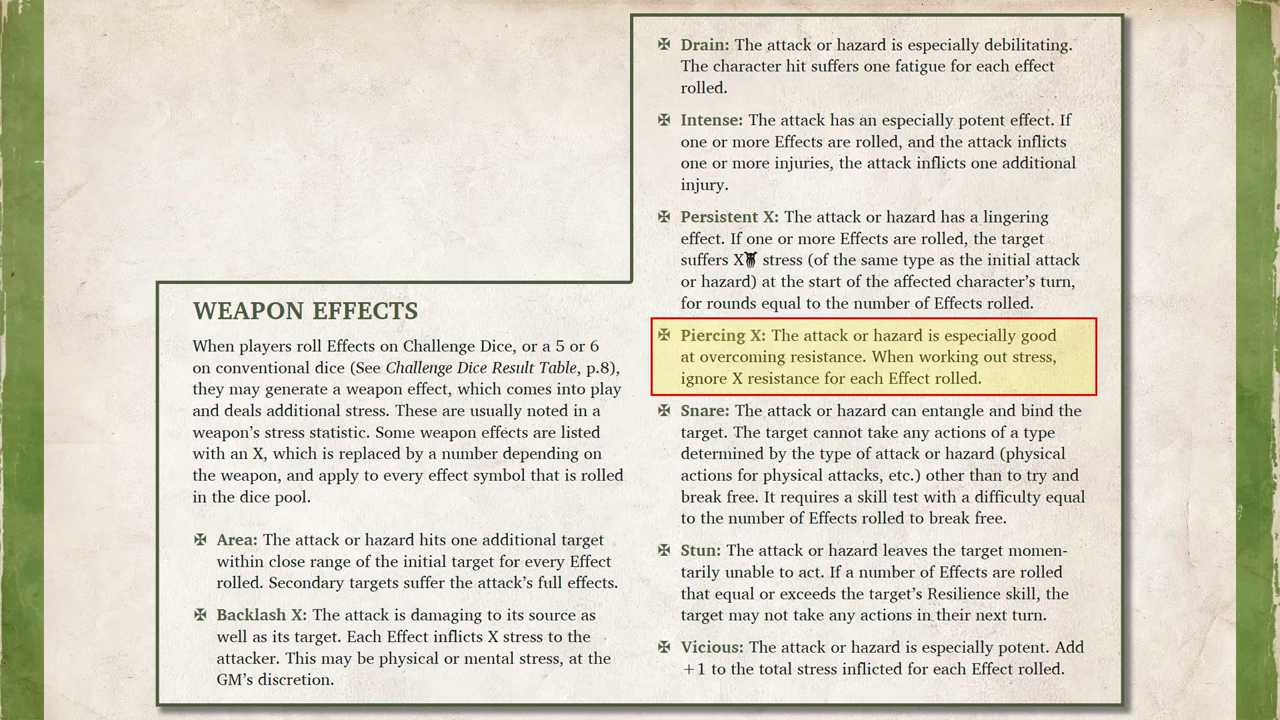 WEAPON EFFECTS
When players roll Effects on Challenge Dice, or a 5 or 6
on conventional dice (See Challenge Dice Result Table, p.8),
they may generate a weapon effect, which comes into play
and deals additional stress. These are usually noted in a
weapon's stress statistic. Some weapon effects are listed
with an X, which is replaced by a number depending on
the weapon, and apply to every effect symbol that is rolled
in the dice pool.
✠ Area: The attack or hazard hits one additional target
within close range of the initial target for every Effect
rolled. Secondary targets suffer the attack's full effects.
✠ Backlash X: The attack is damaging to its source as
well as its target. Each Effect inflicts X stress to the
attacker. This may be physical or mental stress, at the
GM's discretion.
✠ Drain: The attack or hazard is especially debilitating.
The character hit suffers one fatigue for each effect
rolled.
✠ Intense: The attack has an especially potent effect. If
one or more Effects are rolled, and the attack inflicts
one or more injuries, the attack inflicts one additional
injury.
✠ Persistent X: The attack or hazard has a lingering
effect. If one or more Effects are rolled, the target
suffers X stress (of the same type as the initial attack
or hazard) at the start of the affected character's turn,
for rounds equal to the number of Effects rolled.
✠ Piercing X: The attack or hazard is especially good
at overcoming resistance. When working out stress,
ignore X resistance for each Effect rolled.
✠ Snare: The attack or hazard can entangle and bind the
target. The target cannot take any actions of a type
determined by the type of attack or hazard (physical
actions for physical attacks, etc.) other than to try and
break free. It requires a skill test with a difficulty equal
to the number of Effects rolled to break free.
✠ Stun: The attack or hazard leaves the target momen-
tarily unable to act. If a number of Effects are rolled
that equal or exceeds the target's Resilience skill, the
target may not take any actions in their next turn.
✠ Vicious: The attack or hazard is especially potent. Add
+1 to the total stress inflicted for each Effect rolled.